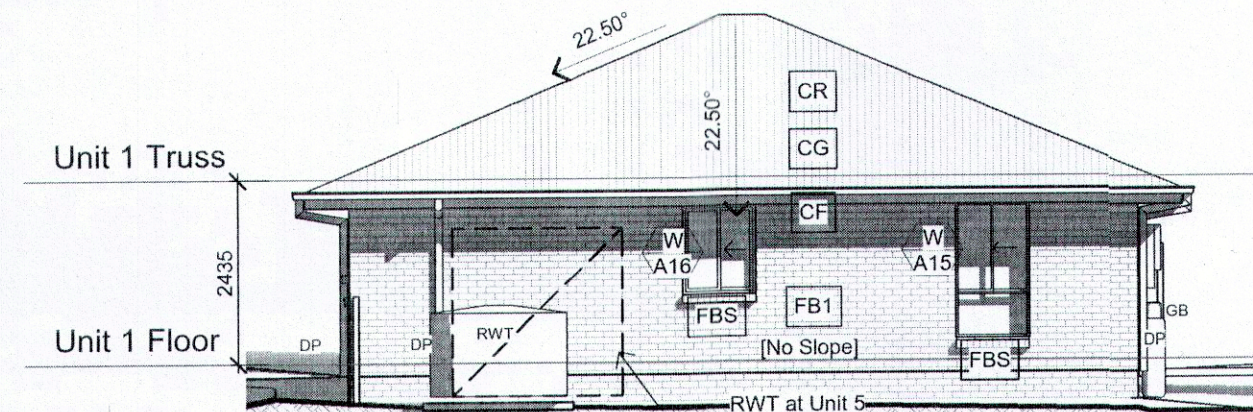 22.50°
CR
22.50°
CG
Unit 1 Truss
CF
W
A16
W
A15
2435
FBS
FB1
GB
RWT
Unit 1 Floor
DP
DP
[No Slope]
DP
FBS
RWT at Unit 5